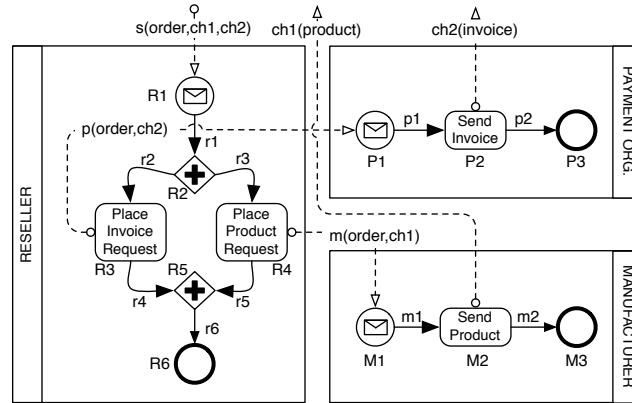 s(order,ch1,ch2)
ch1(product)
ch2(invoice)
RESELLER
R1
p(order,ch2)
r1
r2
r3
R2
Place
Invoice
Request
R3
Place
Product
Request
R4
R5
r4
r5
r6
R6
PAYMENT ORG.
p1
Send
Invoice
p2
P1
P2
P3
m(order,ch1)
MANUFACTURER
m1
Send
Product
m2
M1
M2
M3